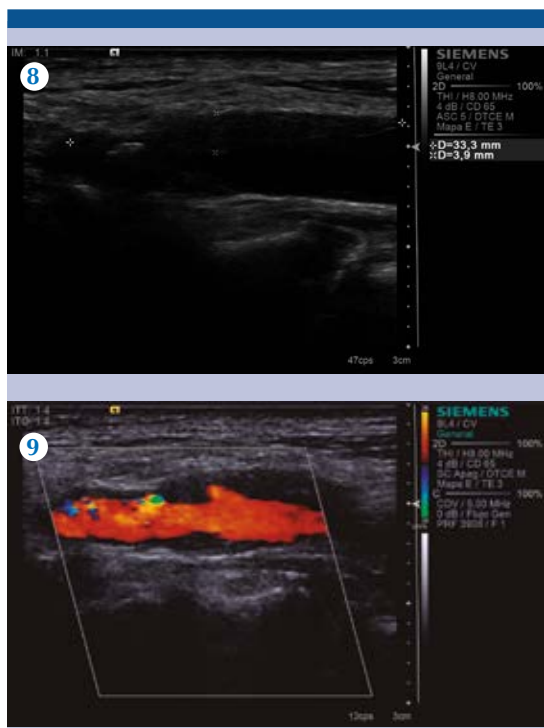 IM: 1.1
8
SIEMENS
9L4 / CV
General
2D 100%
THI / H8.00 MHz
4 dB / CD 65
ASC 5 / DTCE M
Mapa E / TE 3
D=33,3 mm
D=3,9 mm
47cps 3cm
9
SIEMENS
9L4 / CV
General
2D 100%
THI / H8.00 MHz
4 dB / CD 65
SC Apag / DTCE M
Mapa E / TE 3
C 100%
CDV / 5.00 MHz
0 dB / Fluxo Gen
F 1
13cps 3cm